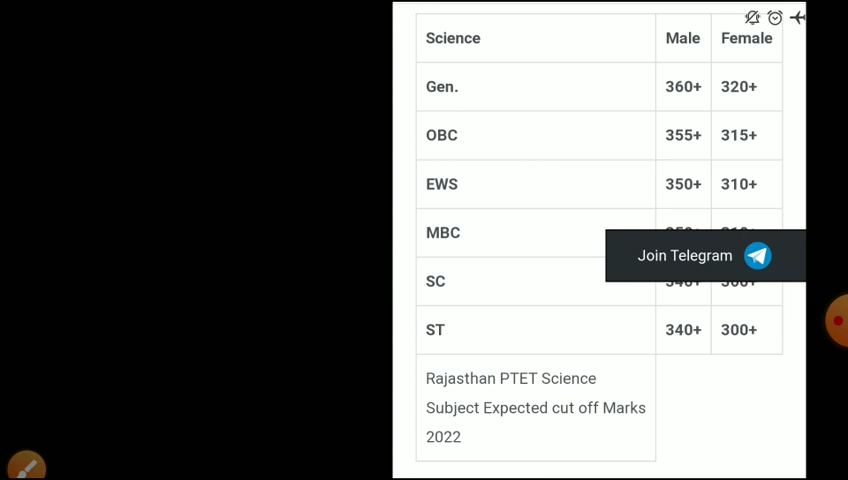 Science Male Female
Gen. 360+ 320+
OBC 355+ 315+
EWS 350+ 310+
MBC
Join Telegram
SC
ST 340+ 300+
Rajasthan PTET Science
Subject Expected cut off Marks
2022